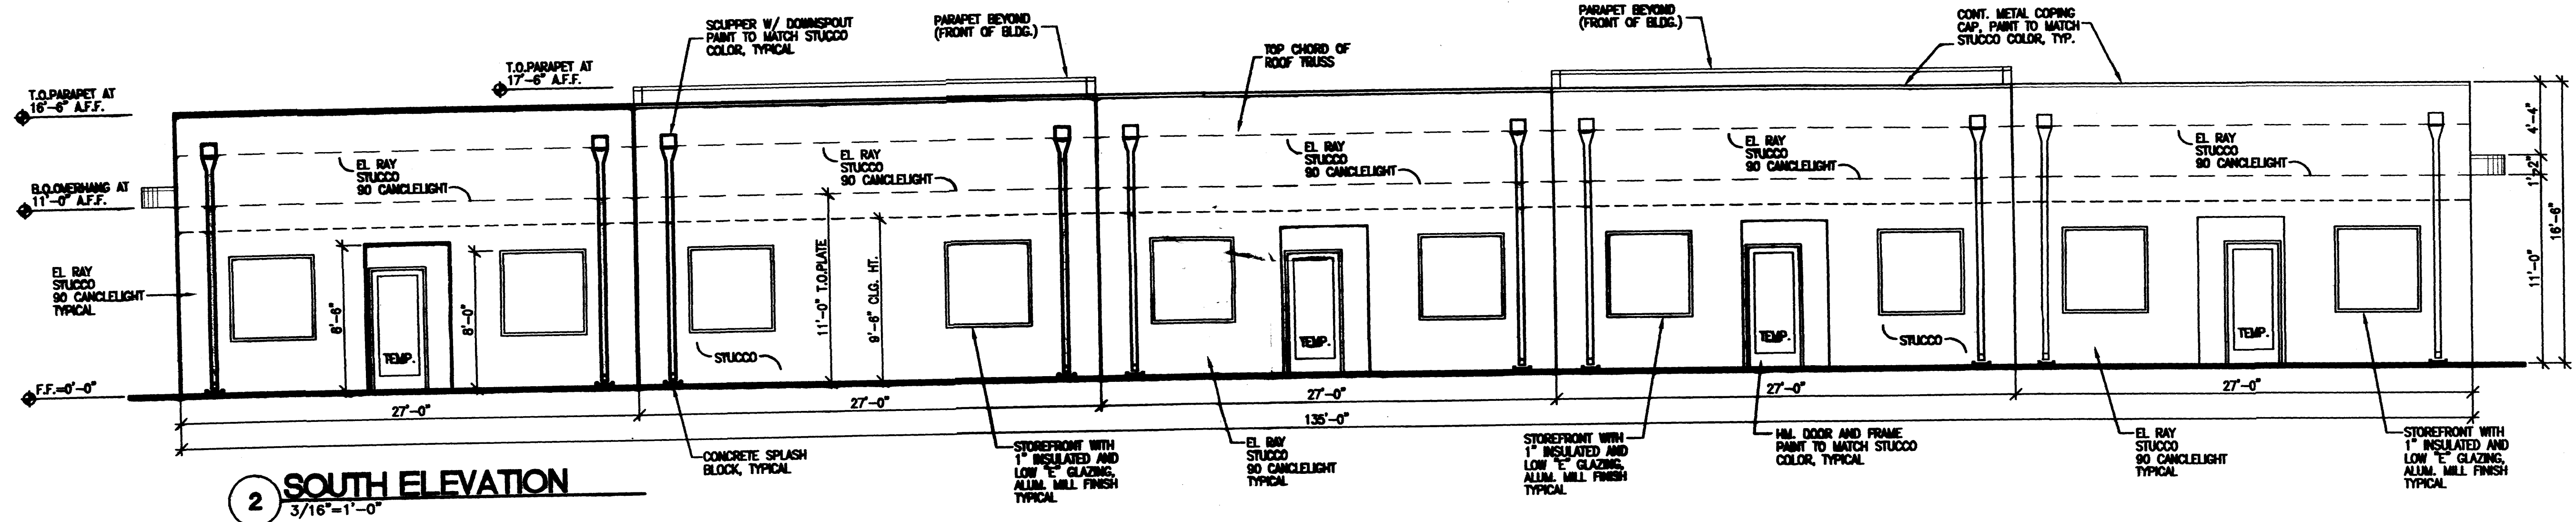 SCUPPER W/ DOWNSPOUT
PAINT TO MATCH STUCCO
COLOR, TYPICAL
PARAPET BEYOND
(FRONT OF BLDG.)
TOP CHORD OF
ROOF TRUSS
PARAPET BEYOND
(FRONT OF BLDG.)
CONT. METAL COPING
CAP, PAINT TO MATCH
STUCCO COLOR, TYP.
T.O.PARAPET AT
17'-6" A.F.F.
T.O.PARAPET AT
16'-6" A.F.F.
B.O.OVERHANG AT
11'-0" A.F.F.
F.F.=0'-0"
EL RAY
STUCCO
90 CANCLELIGHT
EL RAY
STUCCO
90 CANCLELIGHT
EL RAY
STUCCO
90 CANCLELIGHT
EL RAY
STUCCO
90 CANCLELIGHT
EL RAY
STUCCO
90 CANCLELIGHT
4'-4"
1'-2"
11'-0"
16'-6"
EL RAY
STUCCO
90 CANCLELIGHT
TYPICAL
8'-6"
TEMP.
8'-0"
STUCCO
11'-0" T.O.PLATE
9'-6" CLG. HT.
TEMP.
TEMP.
STUCCO
TEMP.
27'-0"
27'-0"
27'-0"
27'-0"
27'-0"
135'-0"
CONCRETE SPLASH
BLOCK, TYPICAL
STOREFRONT WITH
1" INSULATED AND
LOW "E" GLAZING,
ALUM. MILL FINISH
TYPICAL
EL RAY
STUCCO
90 CANCLELIGHT
TYPICAL
STOREFRONT WITH
1" INSULATED AND
LOW "E" GLAZING,
ALUM. MILL FINISH
TYPICAL
HM. DOOR AND FRAME
PAINT TO MATCH STUCCO
COLOR, TYPICAL
EL RAY
STUCCO
90 CANCLELIGHT
TYPICAL
STOREFRONT WITH
1" INSULATED AND
LOW "E" GLAZING,
ALUM. MILL FINISH
TYPICAL
2 SOUTH ELEVATION
3/16"=1'-0"